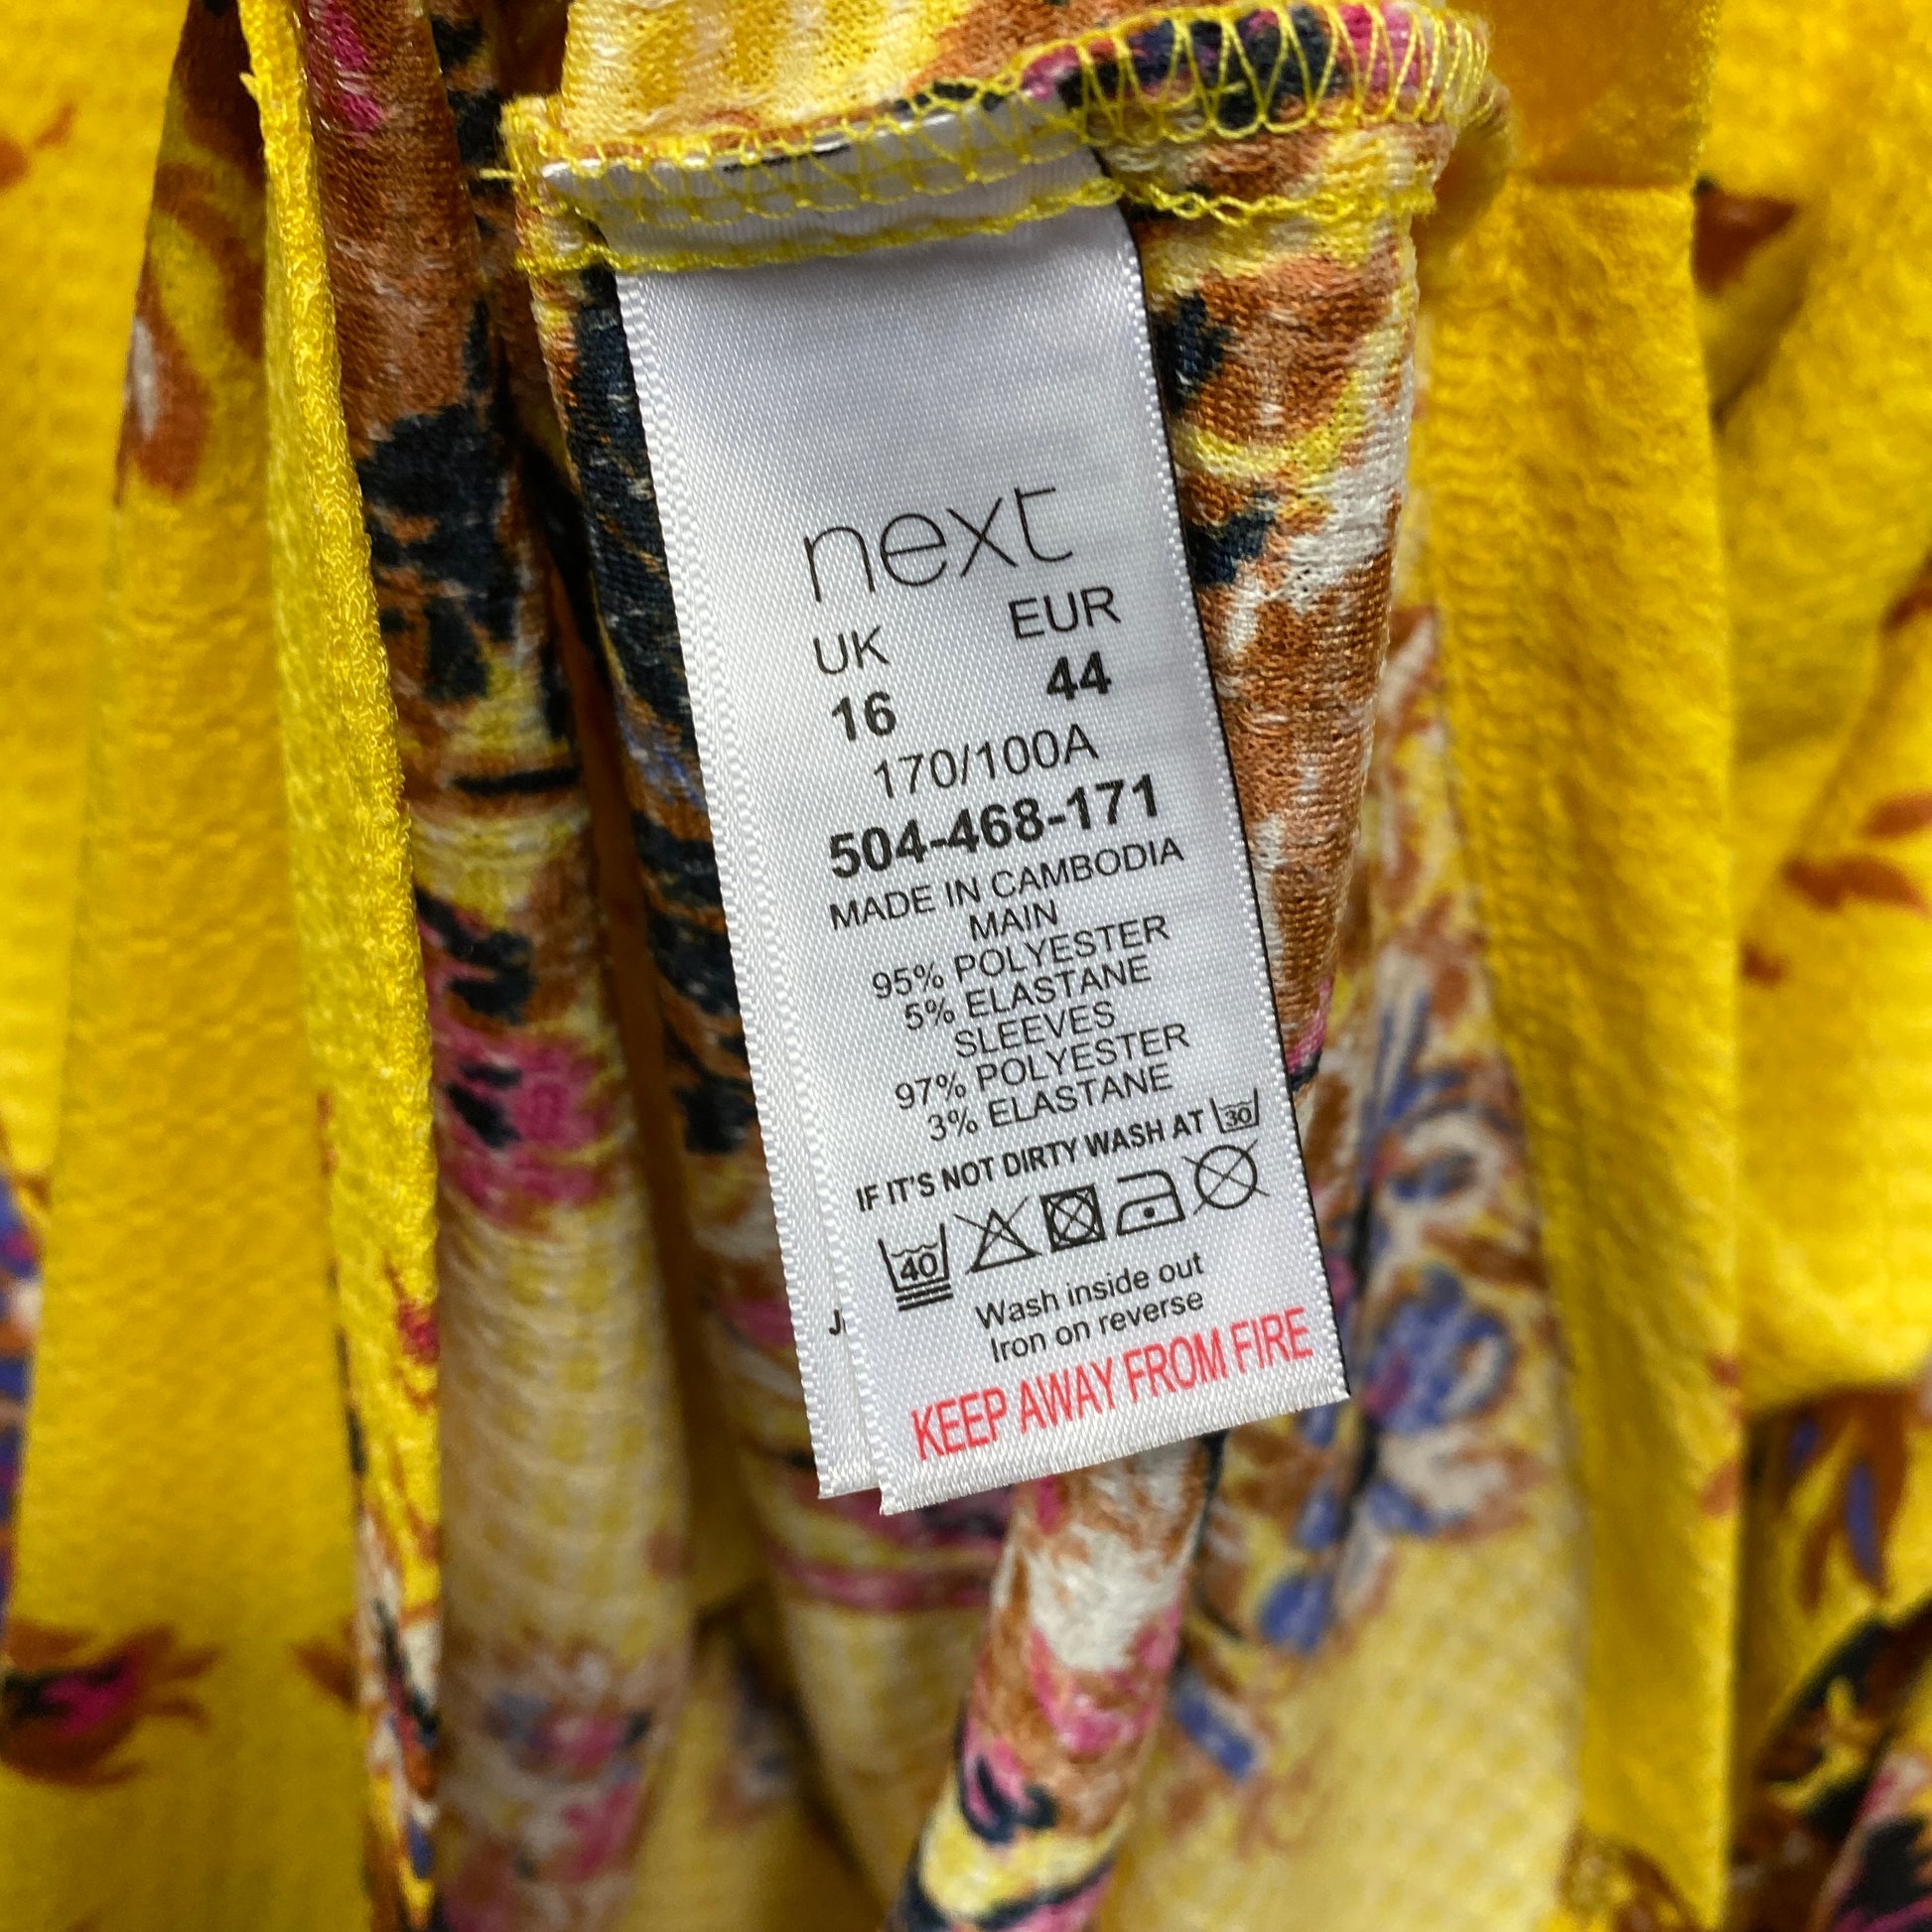 next
UK EUR
16 44
170/100A
504-468-171
MADE IN CAMBODIA
MAIN
95% POLYESTER
5% ELASTANE
SLEEVES
97% POLYESTER
3% ELASTANE
IF IT'S NOT DIRTY WASH AT 30
40
Wash inside out
Iron on reverse
KEEP AWAY FROM FIRE